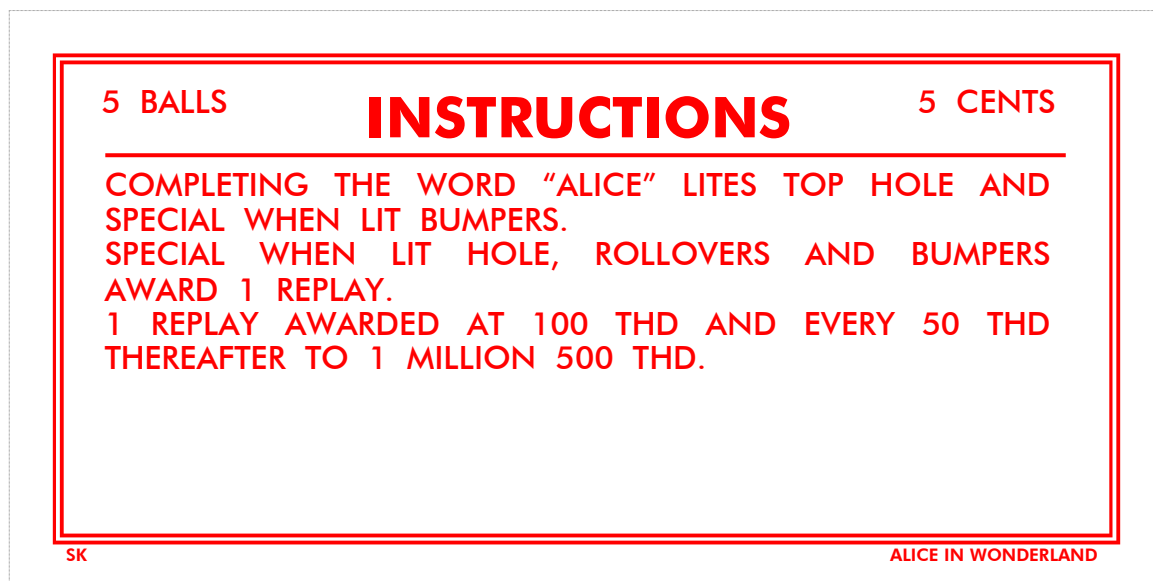 5 BALLS
INSTRUCTIONS
5 CENTS
COMPLETING THE WORD “ALICE” LITES TOP HOLE AND
SPECIAL WHEN LIT BUMPERS.
SPECIAL WHEN LIT HOLE, ROLLOVERS AND BUMPERS
AWARD 1 REPLAY.
1 REPLAY AWARDED AT 100 THD AND EVERY 50 THD
THEREAFTER TO 1 MILLION 500 THD.
SK
ALICE IN WONDERLAND